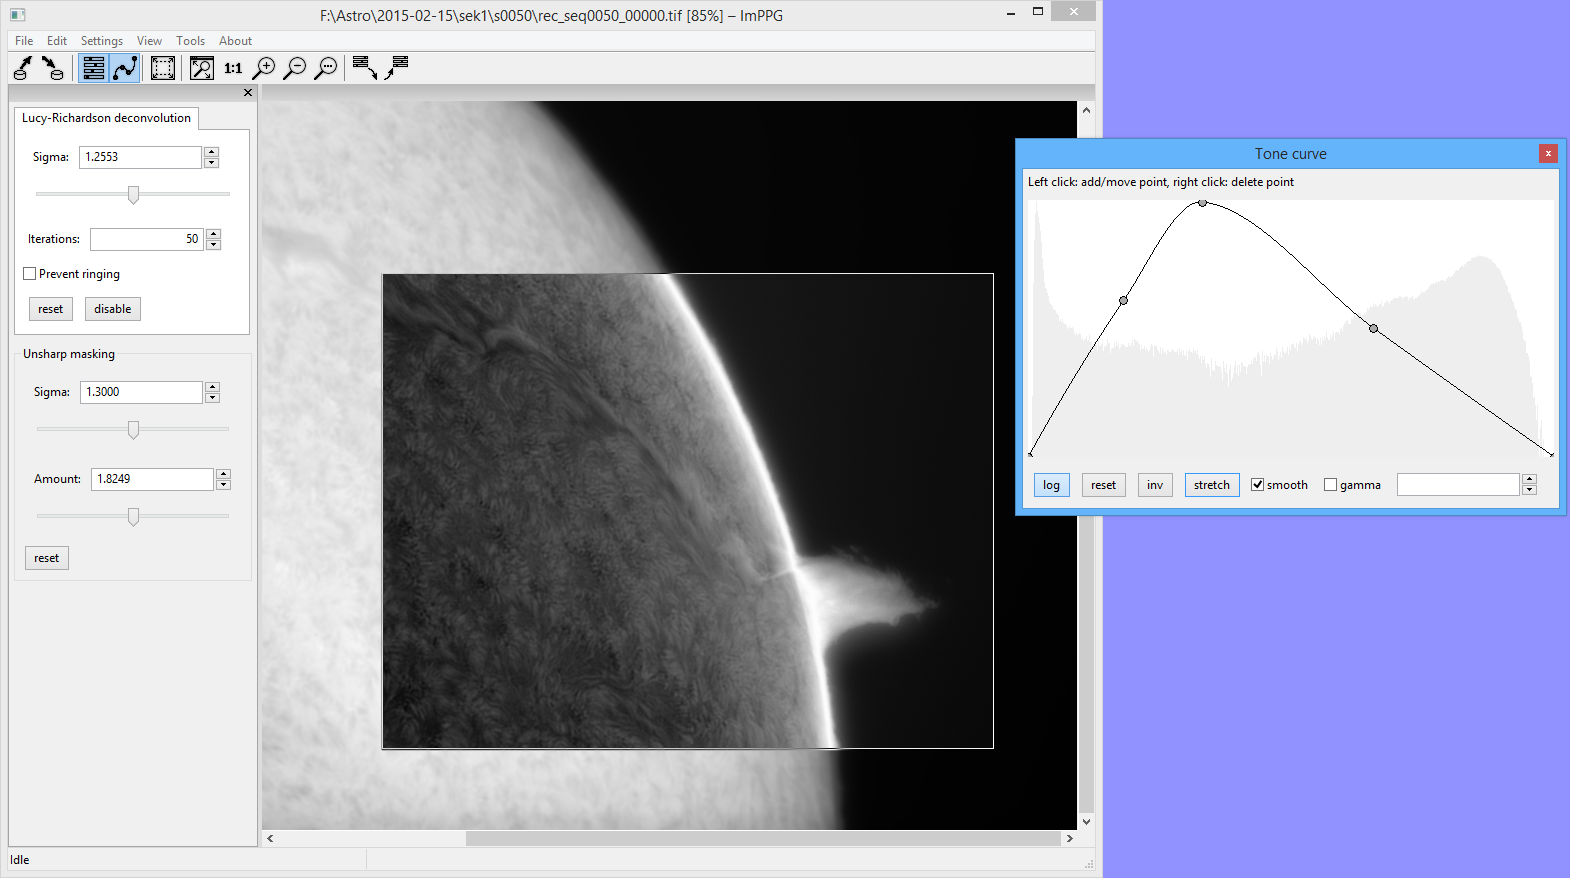 F:\Astro\2015-02-15\sek1\s0050\rec_seq0050_00000.tif [85%] – ImPPG
File Edit Settings View Tools About
1:1
Lucy-Richardson deconvolution
Sigma: 1.2553
Iterations: 50
Prevent ringing
reset disable
Unsharp masking
Sigma: 1.3000
Amount: 1.8249
reset
Idle
Tone curve
Left click: add/move point, right click: delete point
log reset inv stretch smooth gamma